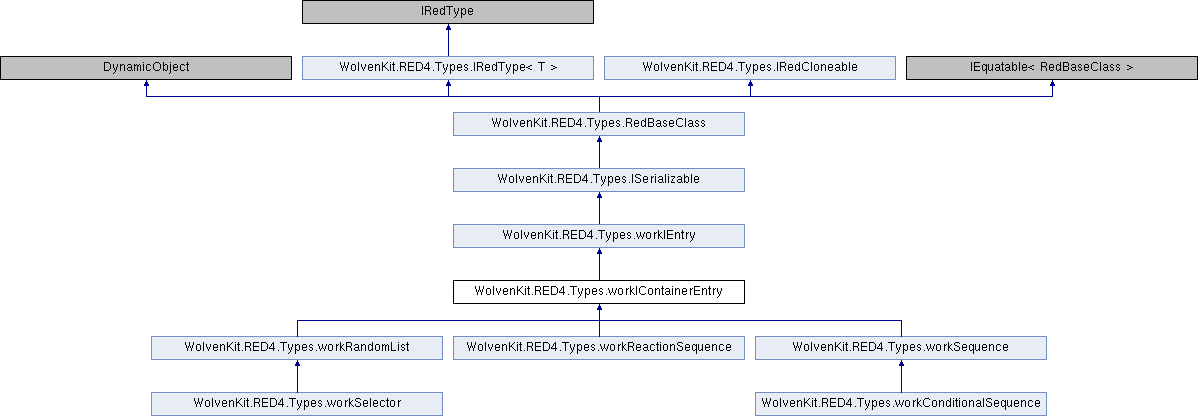 IRedType
DynamicObject
WolvenKit.RED4.Types.IRedType< T >
WolvenKit.RED4.Types.IRedCloneable
IEquatable< RedBaseClass >
WolvenKit.RED4.Types.RedBaseClass
WolvenKit.RED4.Types.ISerializable
WolvenKit.RED4.Types.workIEntry
WolvenKit.RED4.Types.workIContainerEntry
WolvenKit.RED4.Types.workRandomList
WolvenKit.RED4.Types.workReactionSequence
WolvenKit.RED4.Types.workSequence
WolvenKit.RED4.Types.workSelector
WolvenKit.RED4.Types.workConditionalSequence